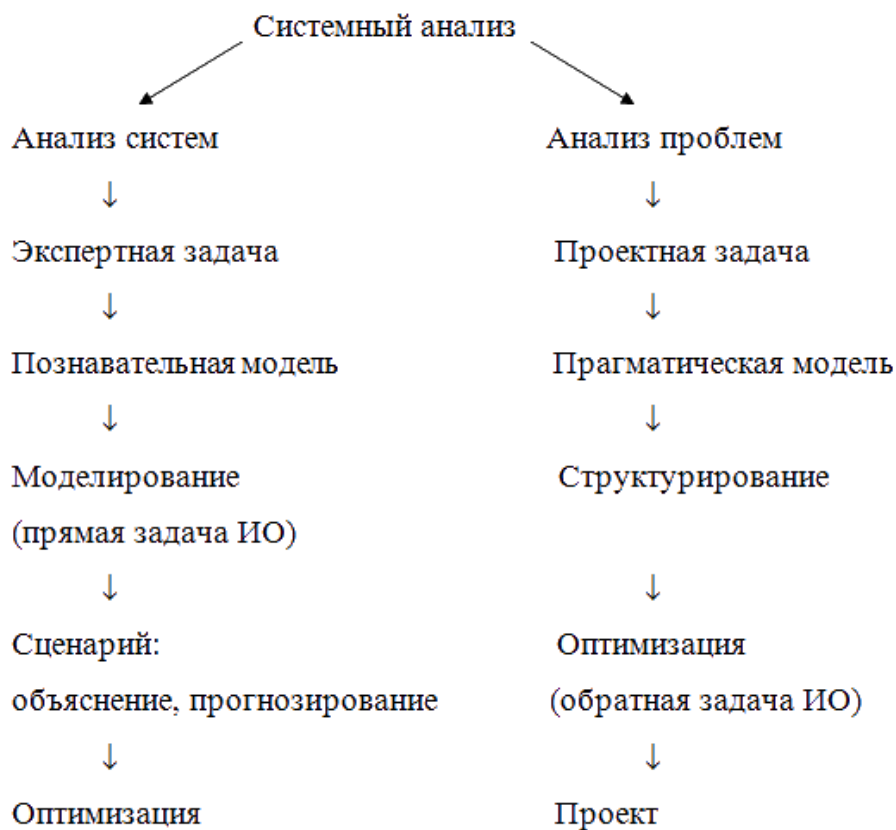 Системный анализ
Анализ систем
Анализ проблем
↓
↓
Экспертная задача
Проектная задача
↓
↓
Познавательная модель
Прагматическая модель
↓
↓
Моделирование
Структурирование
(прямая задача ИО)
↓
↓
Сценарий:
Оптимизация
объяснение, прогнозирование
(обратная задача ИО)
↓
↓
Оптимизация
Проект